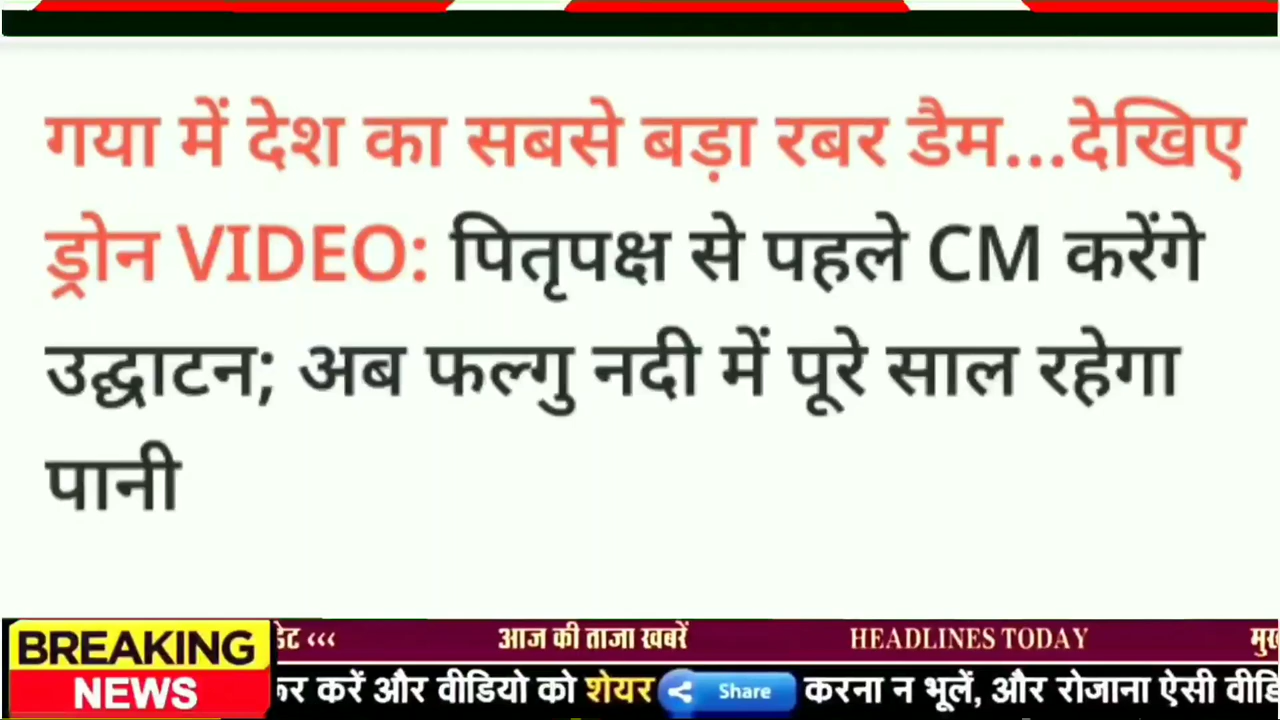 गया में देश का सबसे बड़ा रबर डैम...देखिए
ड्रोन VIDEO: पितृपक्ष से पहले CM करेंगे
उद्घाटन; अब फल्गु नदी में पूरे साल रहेगा
पानी
BREAKING
NEWS
‹‹‹ आज की ताजा खबरें HEADLINES TODAY
करें और वीडियो को शेयर Share करना न भूलें, और रोजाना ऐसी